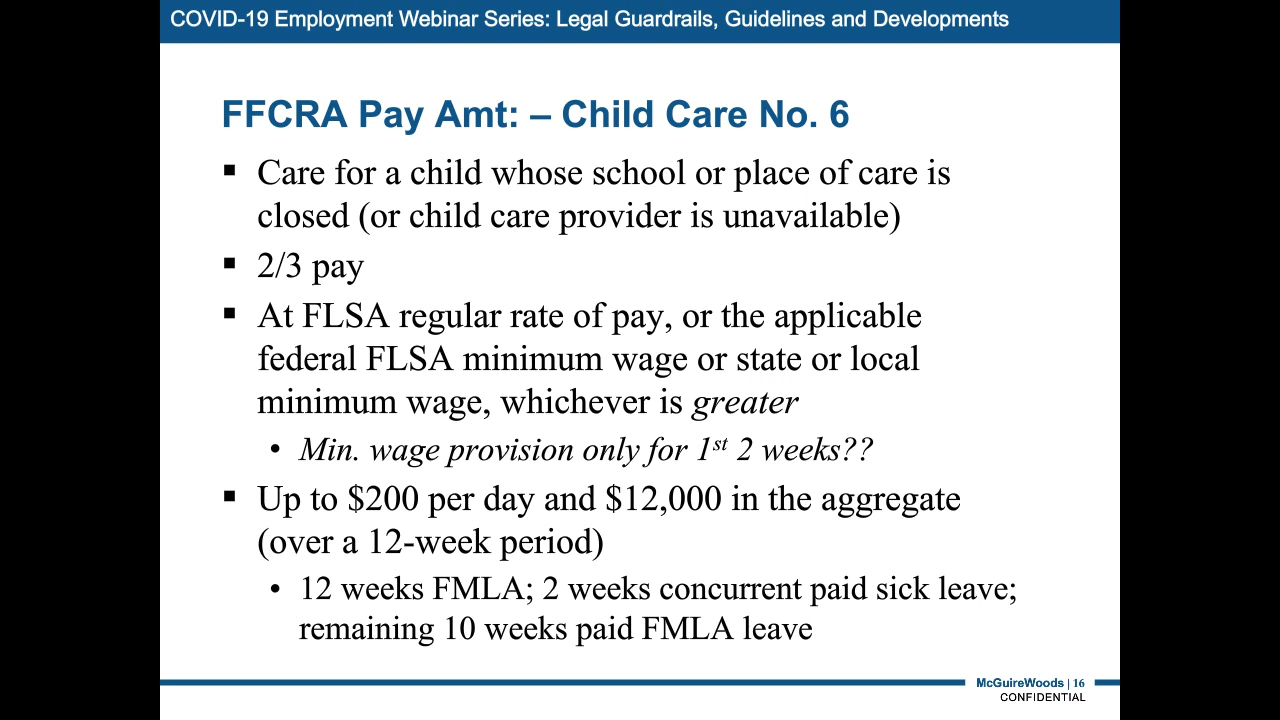 COVID-19 Employment Webinar Series: Legal Guardrails, Guidelines and Developments
FFCRA Pay Amt: – Child Care No. 6
▪ Care for a child whose school or place of care is
closed (or child care provider is unavailable)
▪ 2/3 pay
▪ At FLSA regular rate of pay, or the applicable
federal FLSA minimum wage or state or local
minimum wage, whichever is greater
• Min. wage provision only for 1st 2 weeks??
▪ Up to $200 per day and $12,000 in the aggregate
(over a 12-week period)
• 12 weeks FMLA; 2 weeks concurrent paid sick leave;
remaining 10 weeks paid FMLA leave
McGuireWoods | 16
CONFIDENTIAL